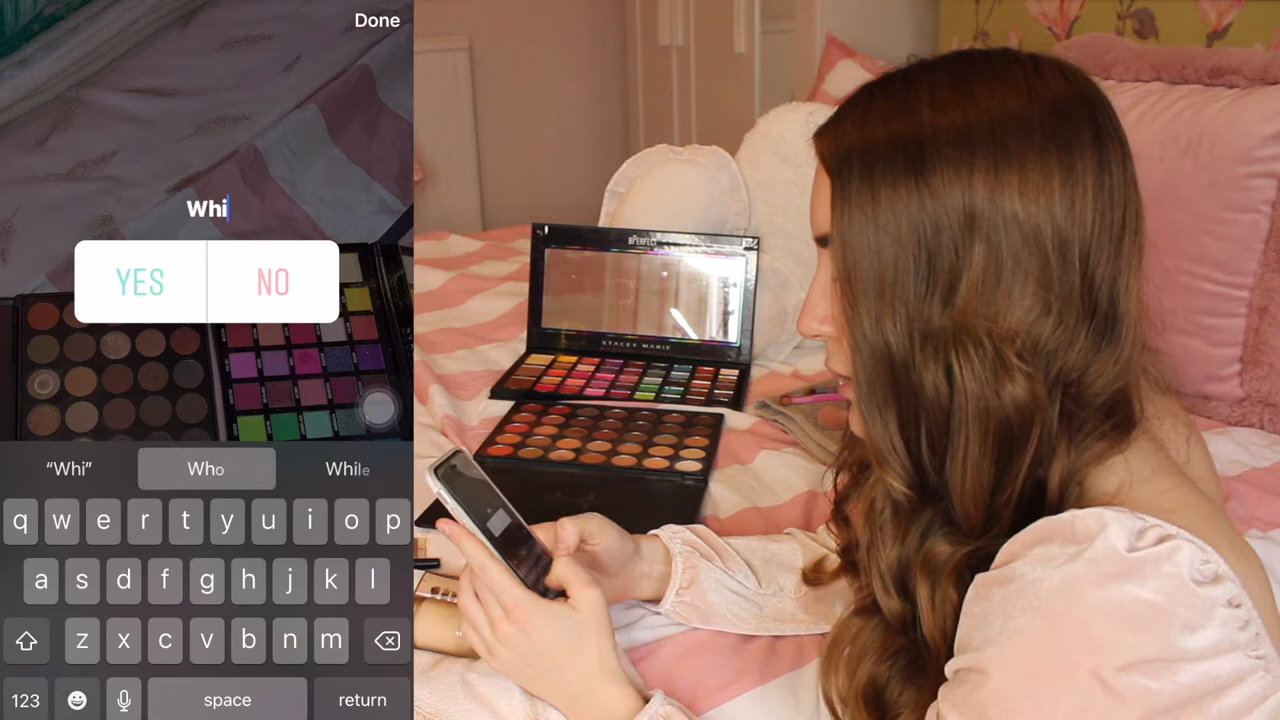 Done
Whi
YES
NO
"Whi"
Who
While
q w e r t y u i o p
a s d f g h j k l
z x c v b n m
123
space
return
BPERFECT
STACEY MARIE